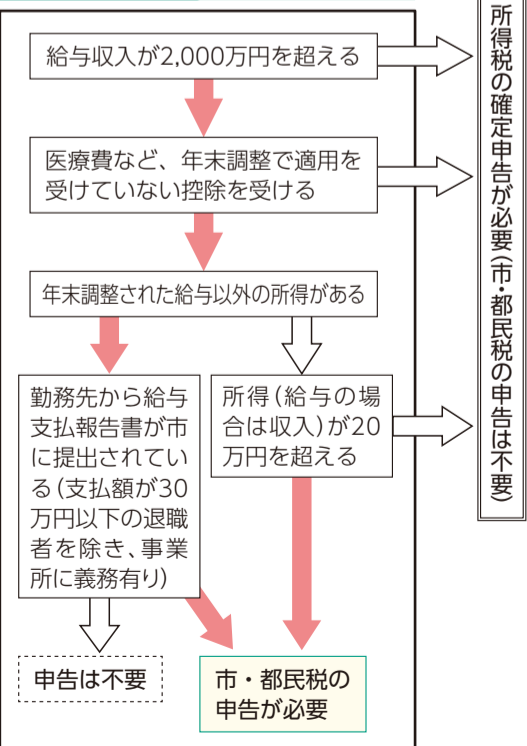 給与収入が2,000万円を超える
医療費など、年末調整で適用を
受けていない控除を受ける
年末調整された給与以外の所得がある
勤務先から給与
支払報告書が市
に提出されてい
る(支払額が30
万円以下の退職
者を除き、事業
所に義務有り)
所得(給与の場
合は収入)が20
万円を超える
申告は不要
市・都民税の
申告が必要
所得税の確定申告が必要(市・都民税の申告は不要)